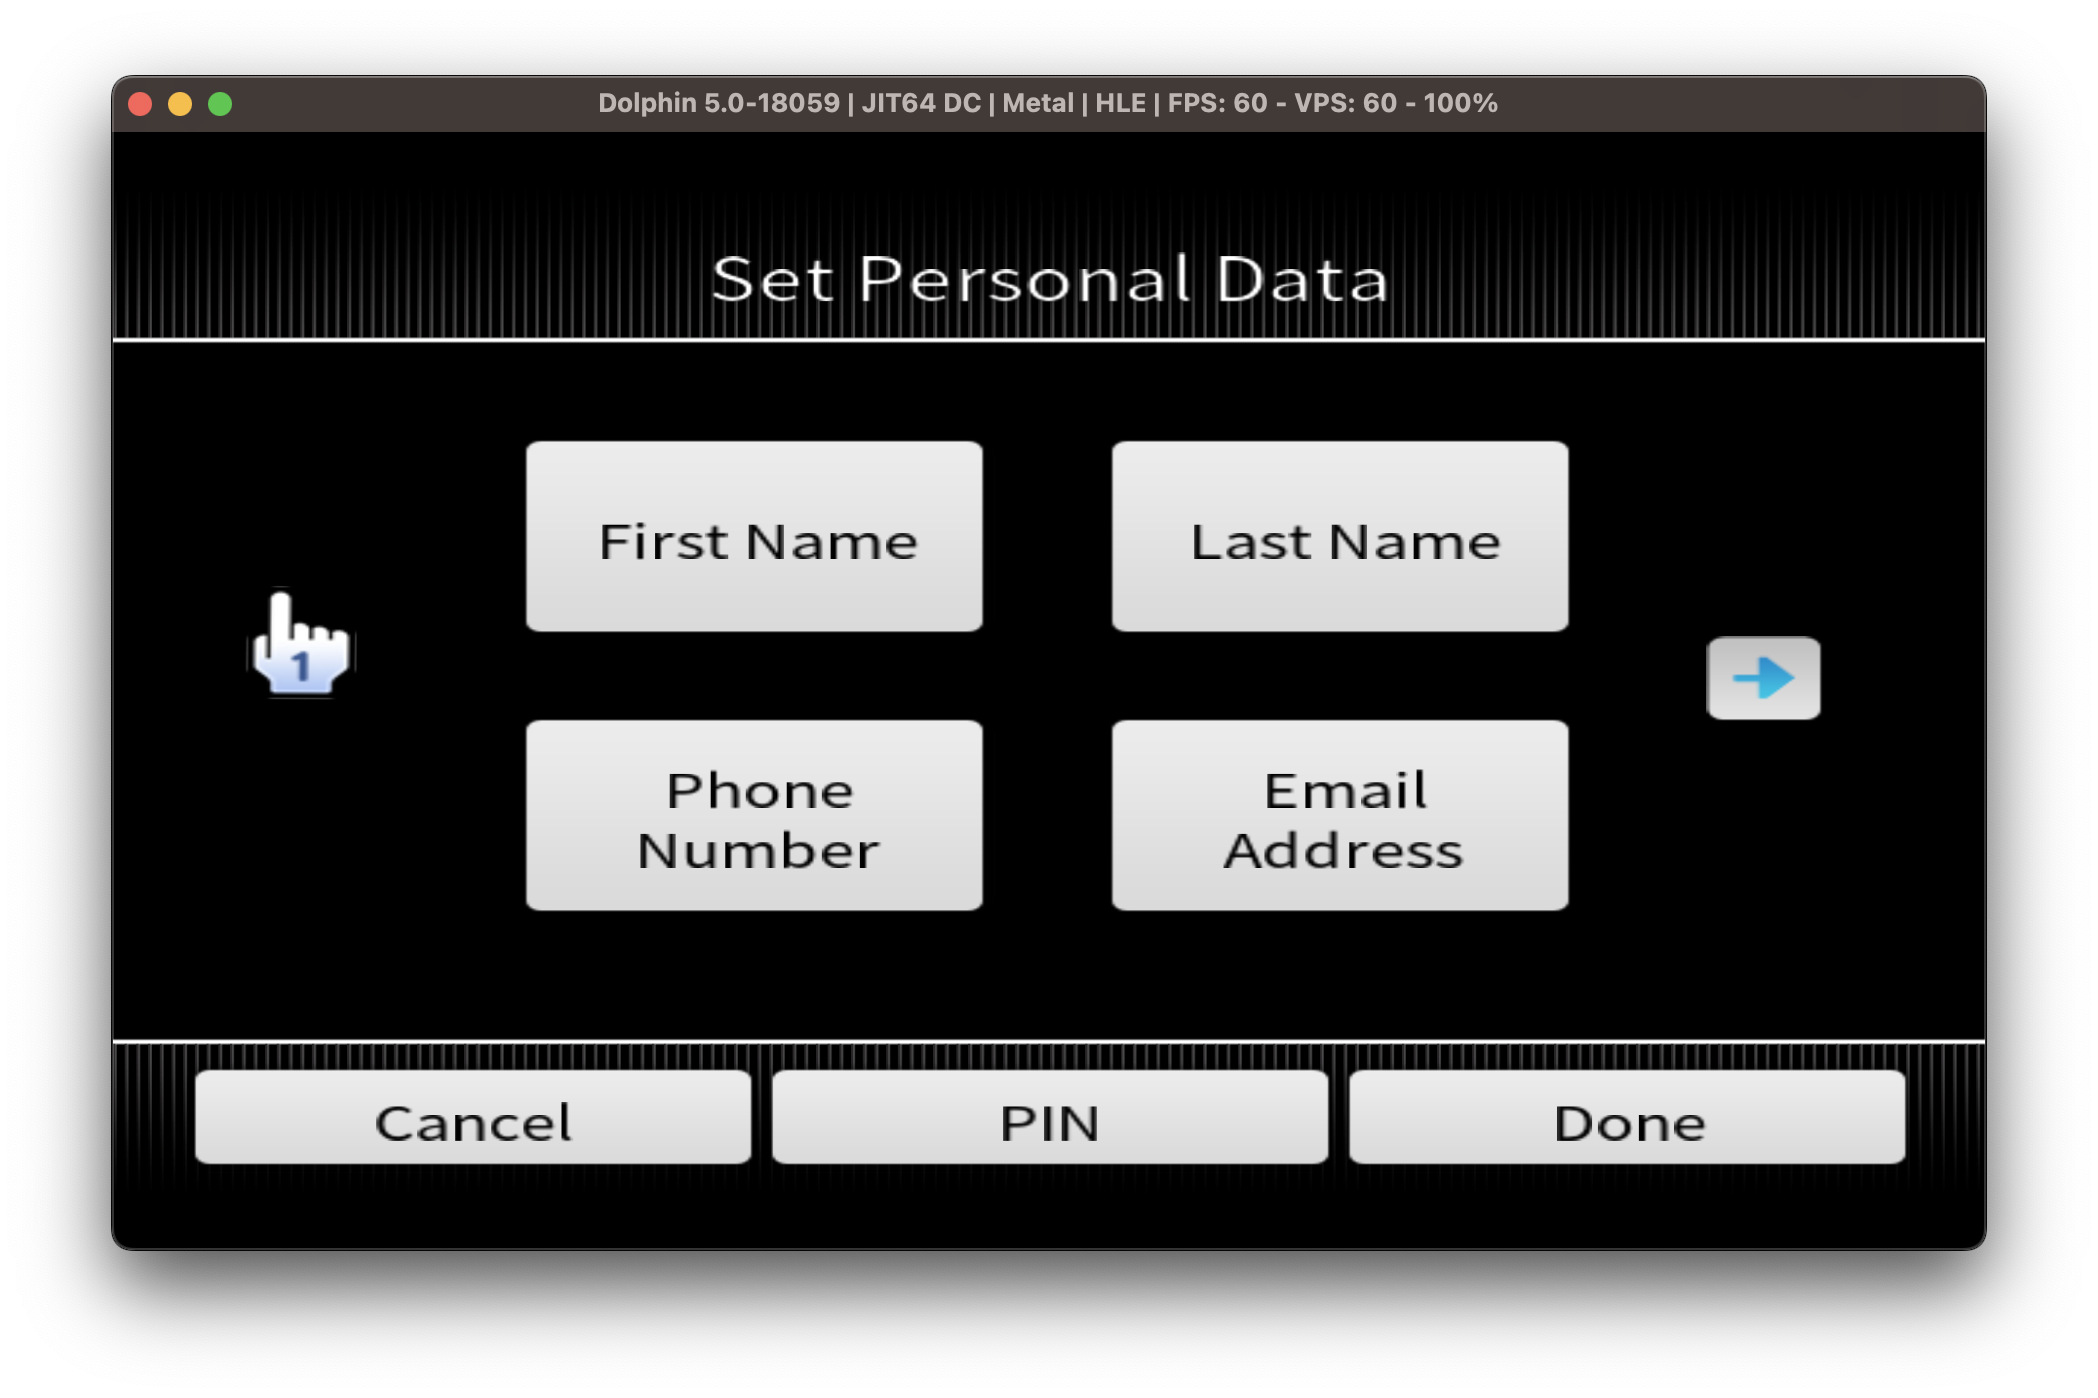 Dolphin 5.0-18059 | JIT64 DC | Metal | HLE | FPS: 60 - VPS: 60 - 100%
Set Personal Data
First Name
Last Name
1
Phone
Number
Email
Address
Cancel
PIN
Done